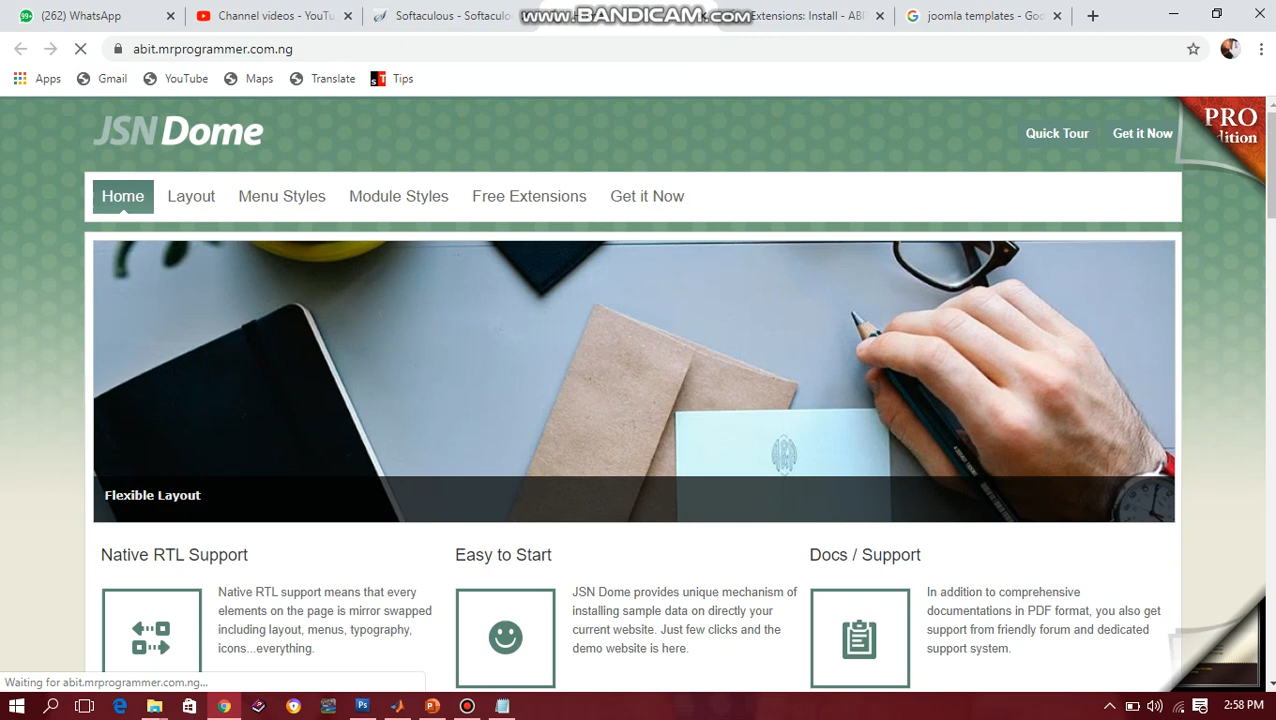 (262) WhatsApp
Channel videos - YouTu
Softaculous - Softaculo
www.BANDICAM.com
Extensions: Install - ABI
joomla templates - Goo
abit.mrprogrammer.com.ng
Apps
Gmail
YouTube
Maps
Translate
Tips
JSN Dome
Quick Tour
Get it Now
PRO
dition
Home
Layout
Menu Styles
Module Styles
Free Extensions
Get it Now
Flexible Layout
Native RTL Support
Native RTL support means that every
elements on the page is mirror swapped
including layout, menus, typography,
icons...everything.
Easy to Start
JSN Dome provides unique mechanism of
installing sample data on directly your
current website. Just few clicks and the
demo website is here.
Docs / Support
In addition to comprehensive
documentations in PDF format, you also get
support from friendly forum and dedicated
support system.
Waiting for abit.mrprogrammer.com.ng...
2:58 PM